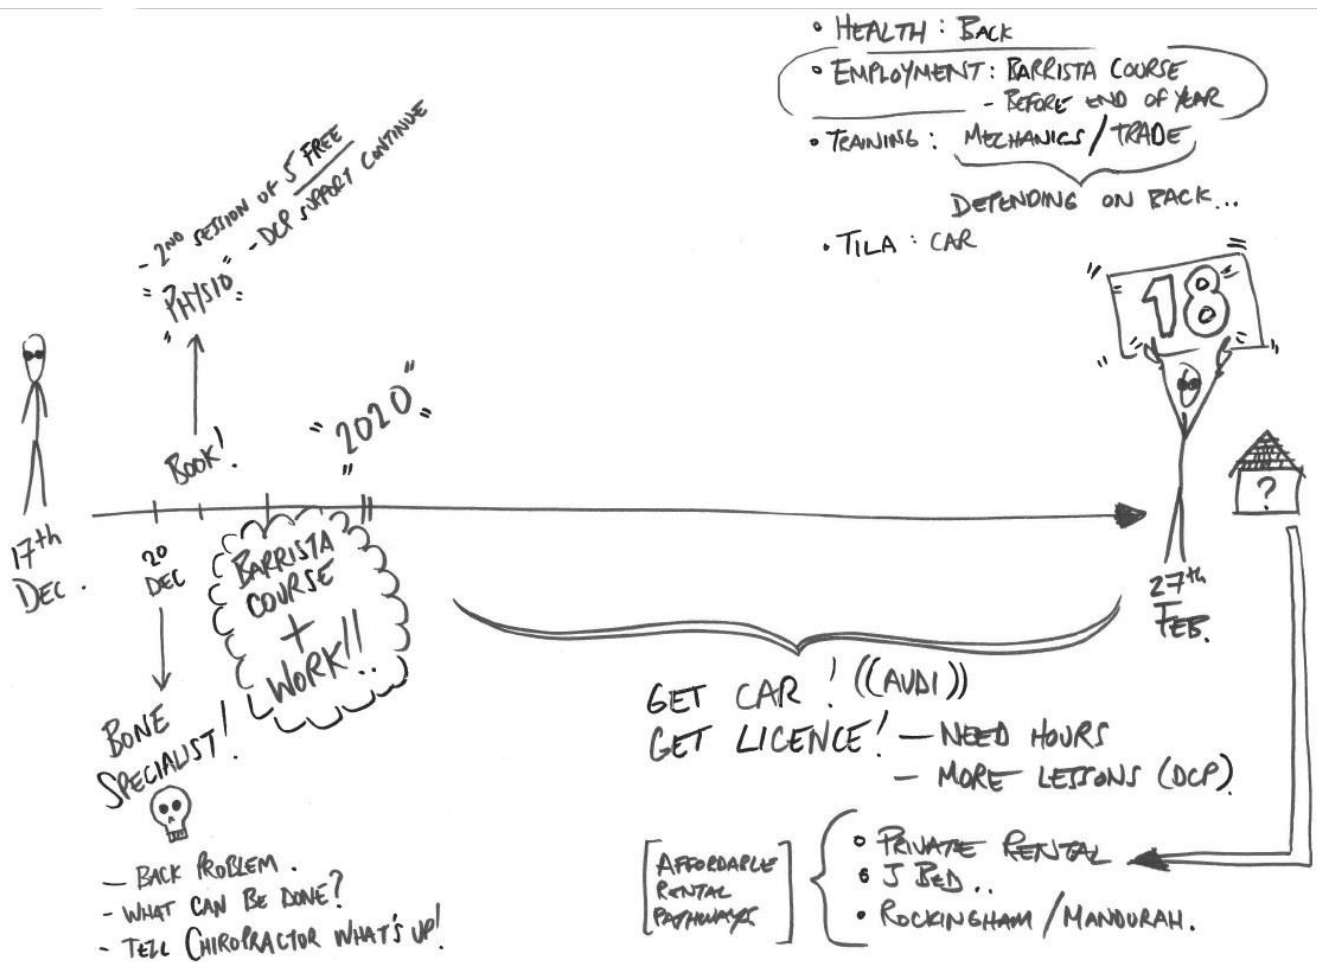 • HEALTH: BACK
• EMPLOYMENT: BARRISTA COURSE
- BEFORE END OF YEAR
• TRAINING: MECHANICS/TRADE
DEPENDING ON BACK...
• TILA: CAR
- 2ND SESSION OF 5 FREE
- DCP SUPPORT CONTINUE
"PHYSIO"
BOOK!
"2020"
18
?
17th
DEC.
20
DEC
BARRISTA
COURSE
+
WORK!!
27th
FEB.
BONE
SPECIALIST!
- BACK PROBLEM.
- WHAT CAN BE DONE?
- TELL CHIROPRACTOR WHAT'S UP!
GET CAR! ((AUDI))
GET LICENCE! - NEED HOURS
- MORE LESSONS (DCP)
[AFFORDABLE
RENTAL
PATHWAYS]
• PRIVATE RENTAL
• BED..
• ROCKINGHAM/MANDURAH.